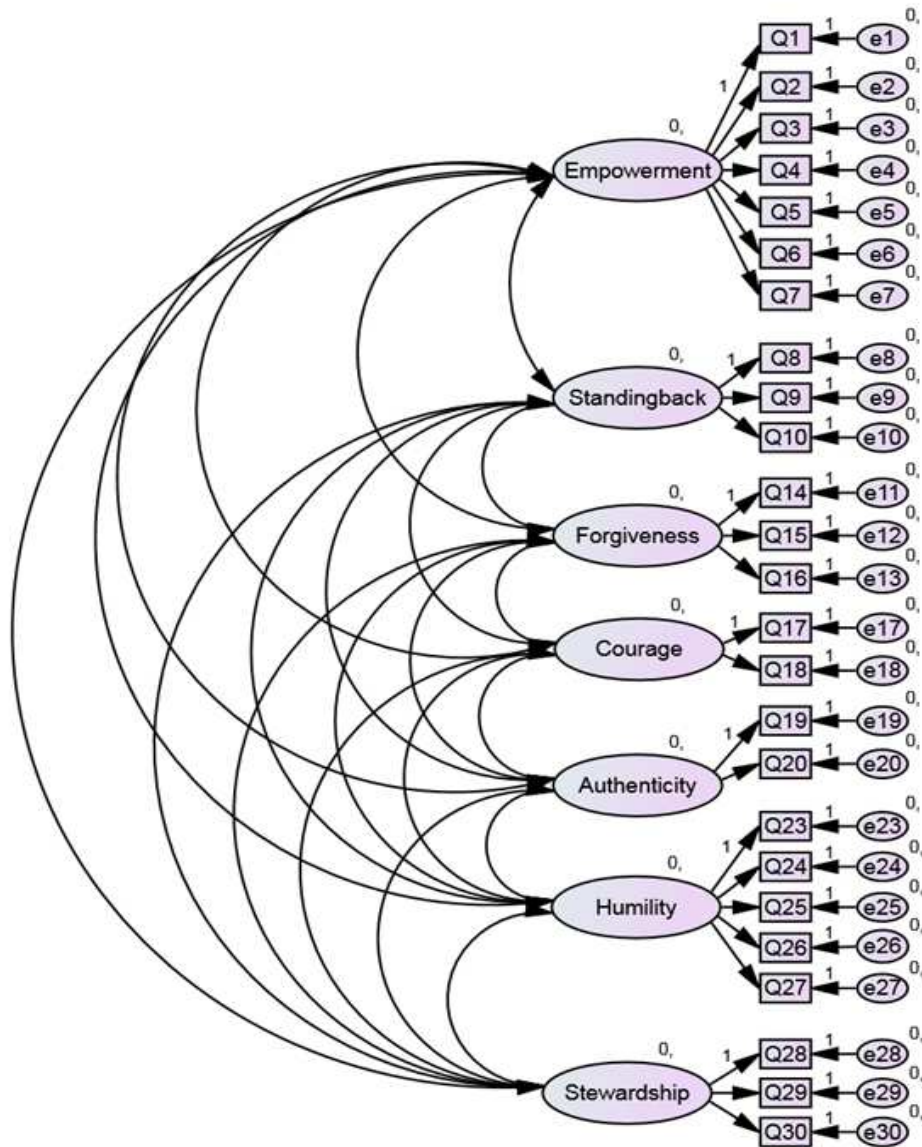 0,
Q1 1 e1
0,
1 Q2 1 e2
0,
0, Q3 1 e3
0,
Empowerment Q4 1 e4
0,
Q5 1 e5
0,
Q6 1 e6
0,
Q7 1 e7
0,
0, 1 Q8 1 e8
0,
Standingback Q9 1 e9
0,
Q10 1 e10
0,
0, 1 Q14 1 e11
0,
Forgiveness Q15 1 e12
0,
Q16 1 e13
0,
0, 1 Q17 1 e17
0,
Courage Q18 1 e18
0,
Q19 1 e19
0,
0, 1 Q20 1 e20
Authenticity
0,
Q23 1 e23
0,
0, 1 Q24 1 e24
0,
Humility Q25 1 e25
0,
Q26 1 e26
0,
Q27 1 e27
0,
0, 1 Q28 1 e28
0,
Stewardship Q29 1 e29
0,
Q30 1 e30